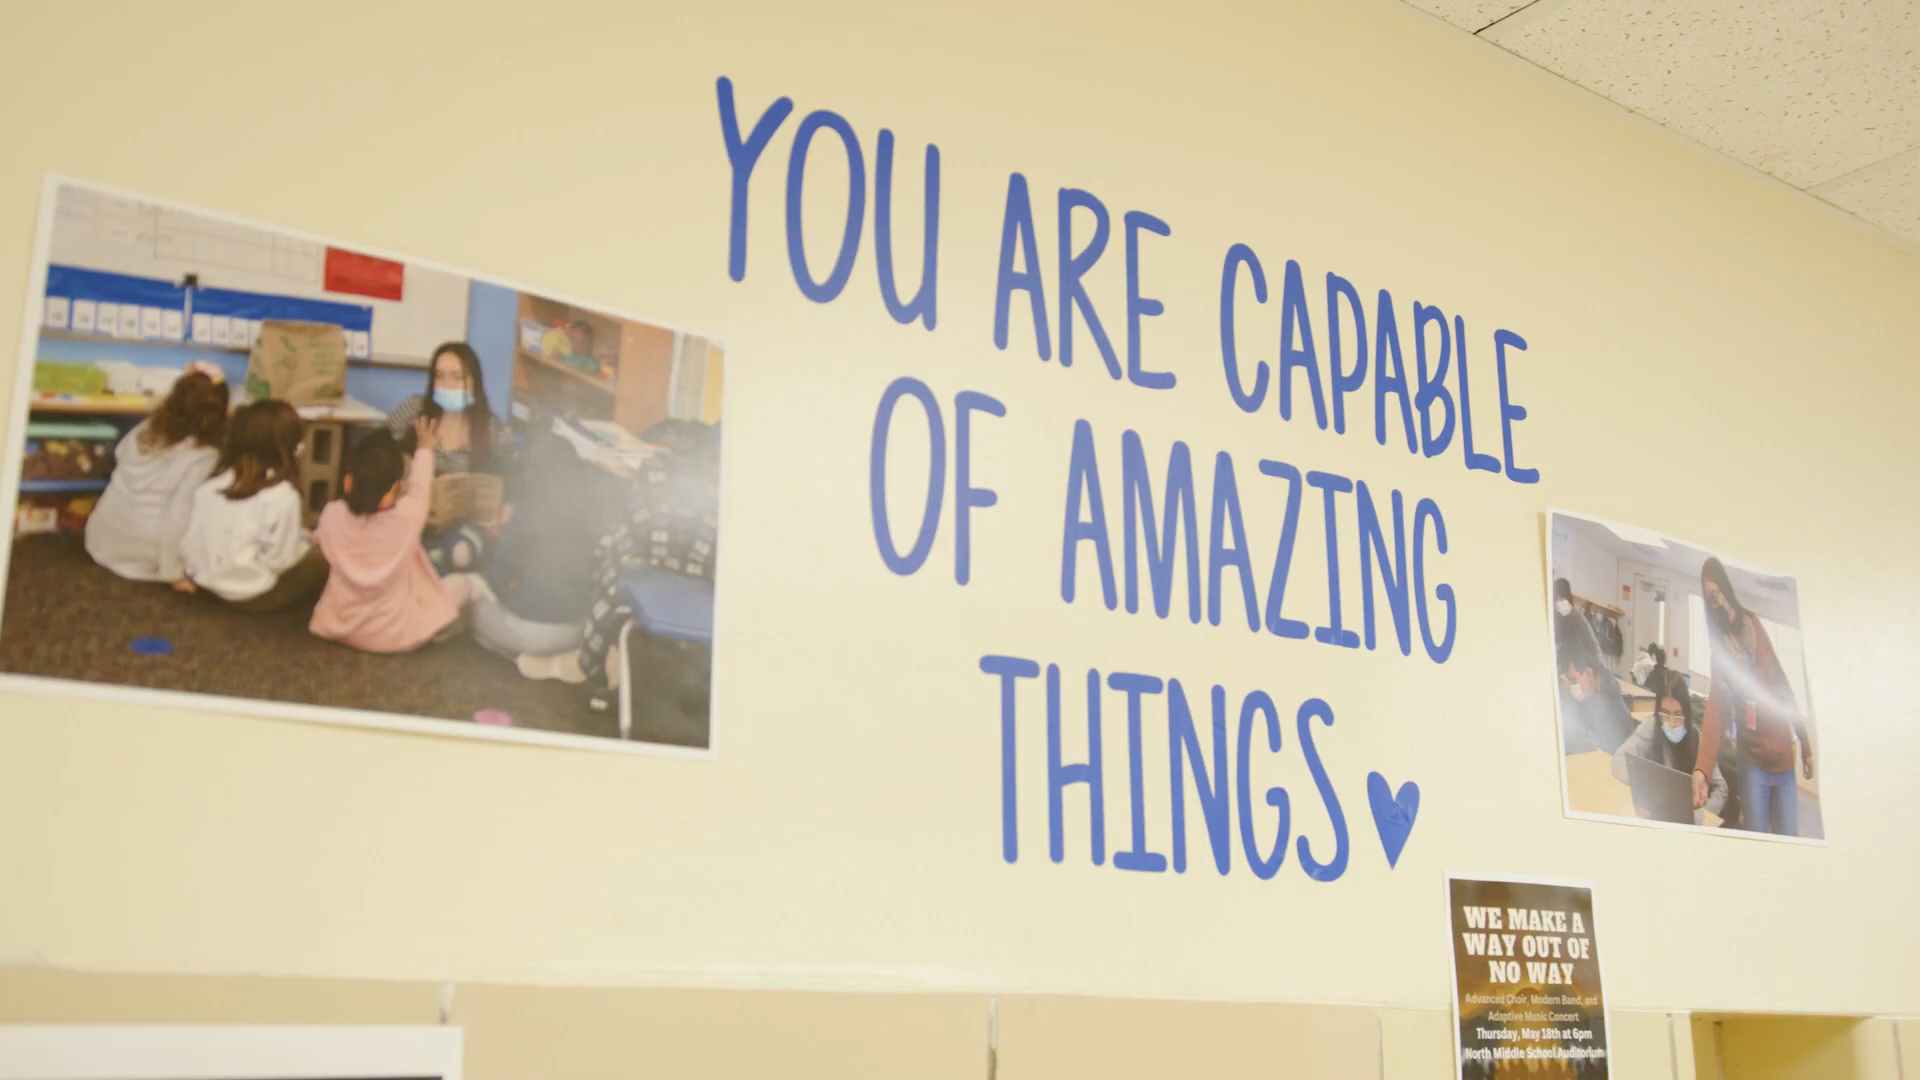 YOU ARE CAPABLE
OF AMAZING
THINGS
WE MAKE A
WAY OUT OF
NO WAY
Advanced Choir, Modern Band, and
Adaptive Music Concert
Thursday, May 18th at 6pm
North Middle School Auditorium